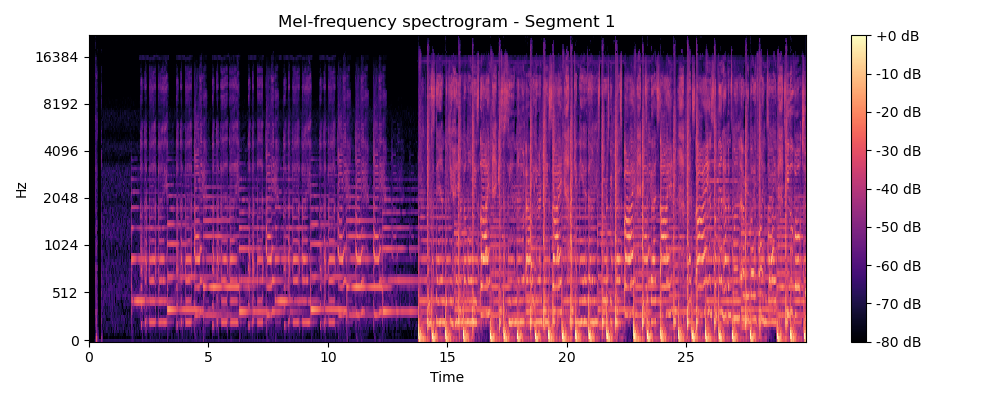 Mel-frequency spectrogram - Segment 1
Hz
16384
8192
4096
2048
1024
512
0
0
5
10
15
20
25
Time
+0 dB
-10 dB
-20 dB
-30 dB
-40 dB
-50 dB
-60 dB
-70 dB
-80 dB